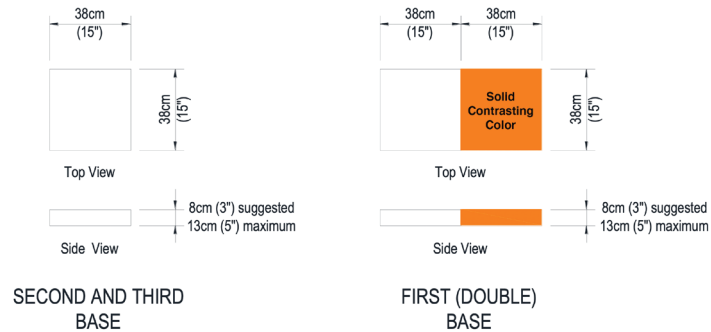 38cm
(15")
38cm
(15")
Top View
8cm (3") suggested
13cm (5") maximum
Side View
SECOND AND THIRD
BASE
38cm
(15")
38cm
(15")
Solid
Contrasting
Color
38cm
(15")
Top View
8cm (3") suggested
13cm (5") maximum
Side View
FIRST (DOUBLE)
BASE